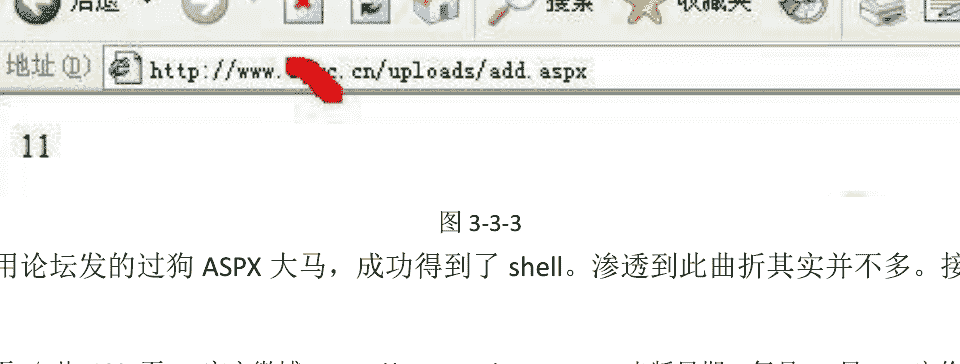 后退 搜索 收藏夹
地址(D) http://www. c.cn/uploads/add.aspx
11
图 3-3-3
用论坛发的过狗 ASPX 大马，成功得到了 shell。渗透到此曲折其实并不多。接